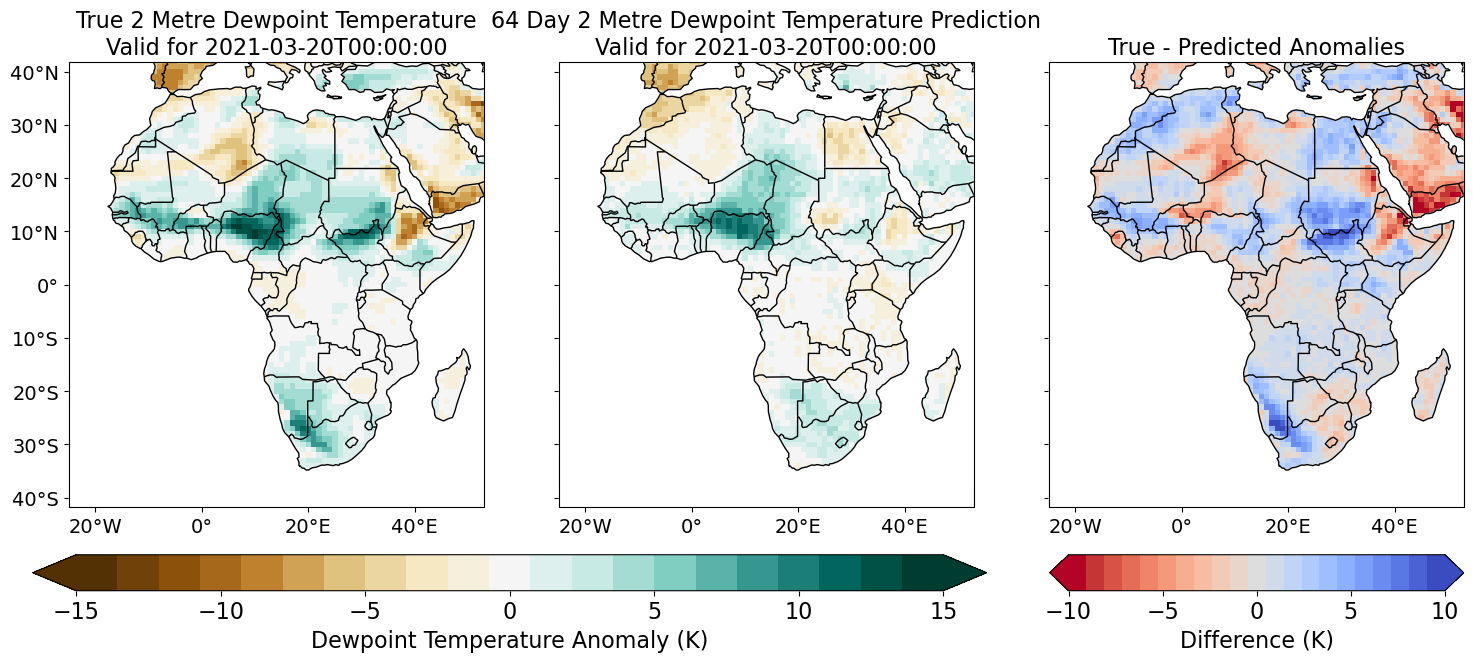 True 2 Metre Dewpoint Temperature
Valid for 2021-03-20T00:00:00
64 Day 2 Metre Dewpoint Temperature Prediction
Valid for 2021-03-20T00:00:00
True - Predicted Anomalies
40°N
30°N
20°N
10°N
0°
10°S
20°S
30°S
40°S
20°W 0° 20°E 40°E
20°W 0° 20°E 40°E
20°W 0° 20°E 40°E
−15 −10 −5 0 5 10 15
Dewpoint Temperature Anomaly (K)
−10 −5 0 5 10
Difference (K)